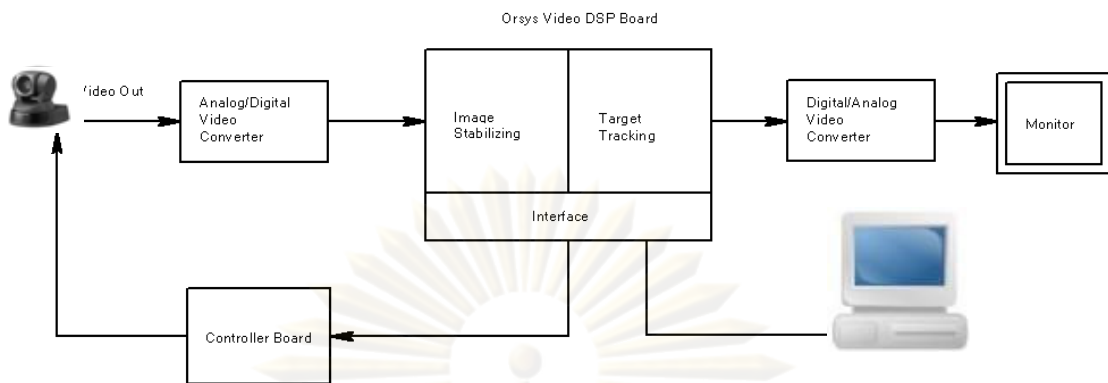 Orsys Video DSP Board
Video Out
Analog/Digital
Video
Converter
Image
Stabilizing
Target
Tracking
Digital/Analog
Video
Converter
Monitor
Interface
Controller Board